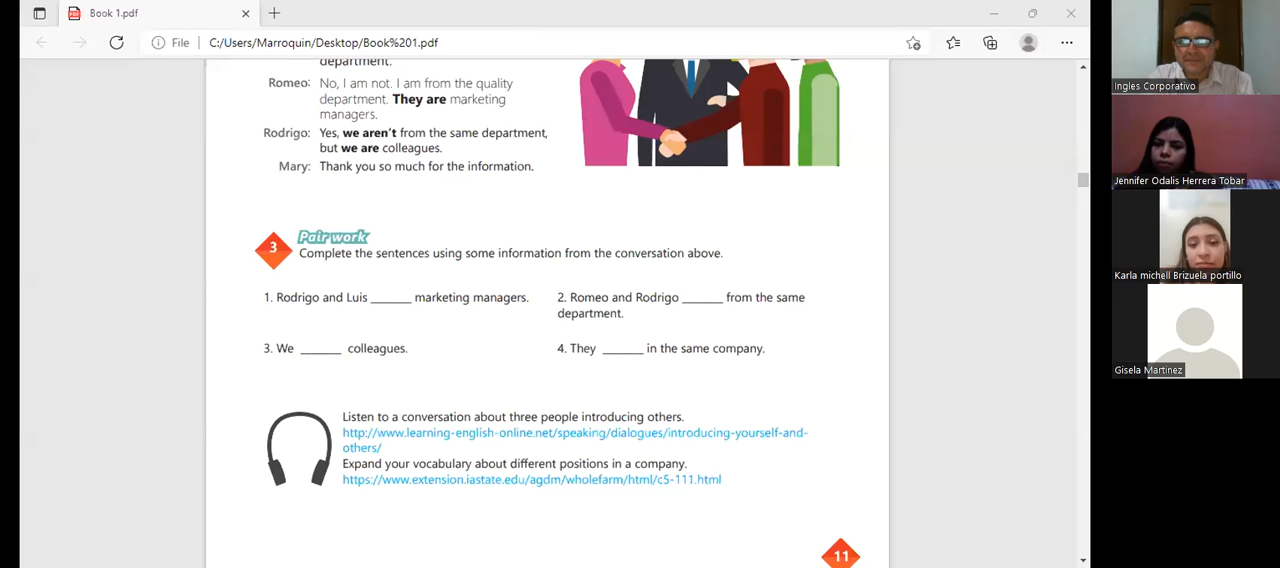 Book 1.pdf
File
C:/Users/Marroquin/Desktop/Book%201.pdf
department.
Romeo: No, I am not. I am from the quality
department. They are marketing
managers.
Rodrigo: Yes, we aren't from the same department,
but we are colleagues.
Mary: Thank you so much for the information.
3
Pair work
Complete the sentences using some information from the conversation above.
1. Rodrigo and Luis ______ marketing managers.
2. Romeo and Rodrigo ______ from the same
department.
3. We ______ colleagues.
4. They ______ in the same company.
Listen to a conversation about three people introducing others.
http://www.learning-english-online.net/speaking/dialogues/introducing-yourself-and-
others/
Expand your vocabulary about different positions in a company.
https://www.extension.iastate.edu/agdm/wholefarm/html/c5-111.html
11
Ingles Corporativo
Jennifer Odalis Herrera Tobar
Karla michell Brizuela portillo
Gisela Martinez